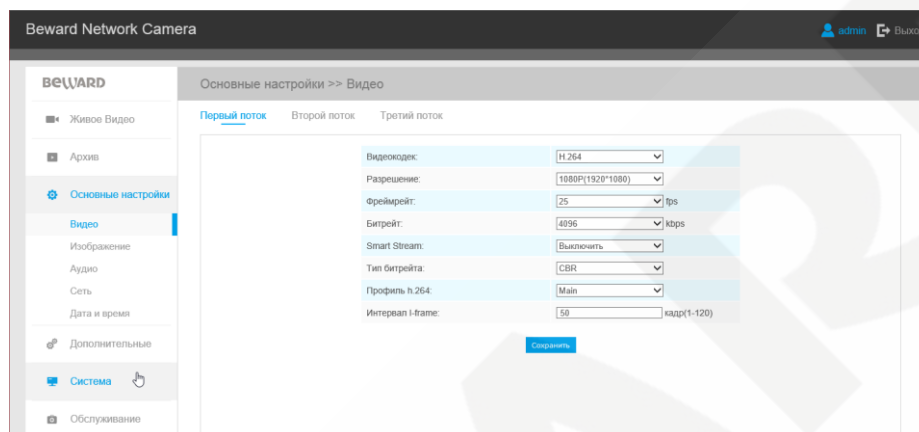 Beward Network Camera
admin
Выхо
BEWARD
Основные настройки >> Видео
Живое Видео
Архив
Основные настройки
Видео
Изображение
Аудио
Сеть
Дата и время
Дополнительные
Система
Обслуживание
Первый поток Второй поток Третий поток
Видеокодек: H.264
Разрешение: 1080P(1920*1080)
Фреймрейт: 25 fps
Битрейт: 4096 kbps
Smart Stream: Выключить
Тип битрейта: CBR
Профиль h.264: Main
Интервал I-frame: 50 кадр(1-120)
Сохранить